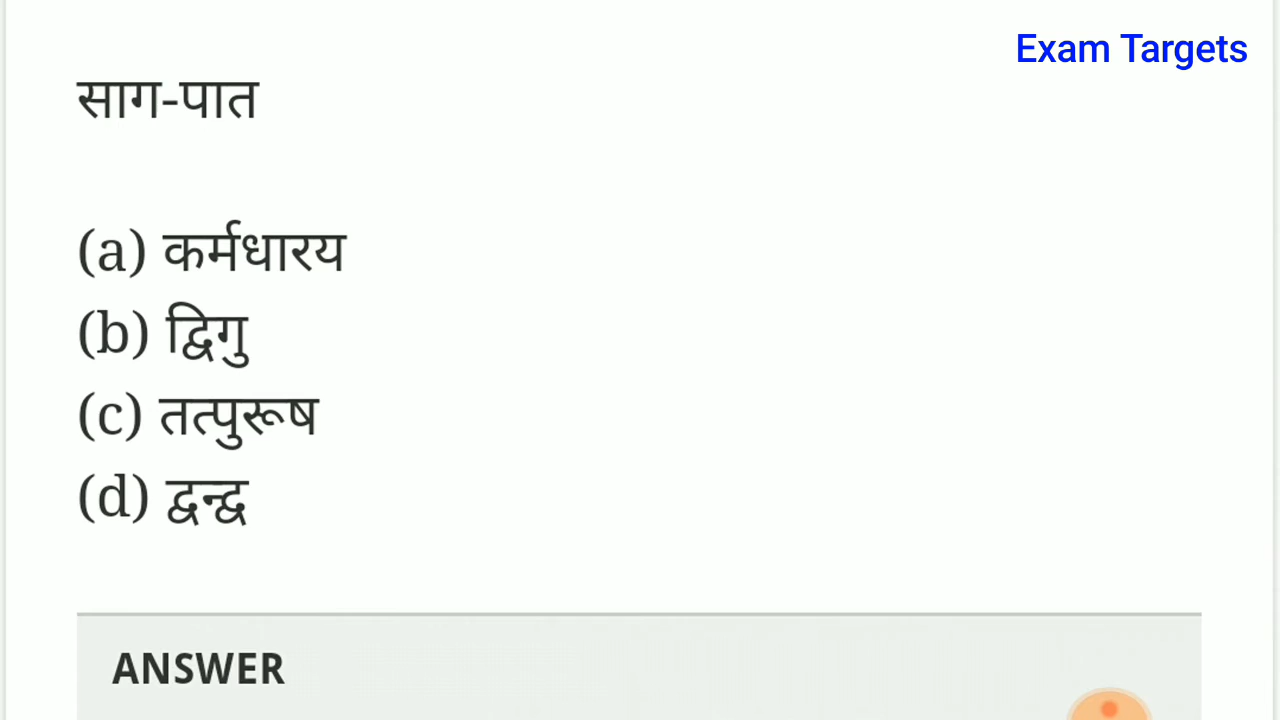 Exam Targets
साग-पात
(a) कर्मधारय
(b) द्विगु
(c) तत्पुरूष
(d) द्वन्द्व
ANSWER